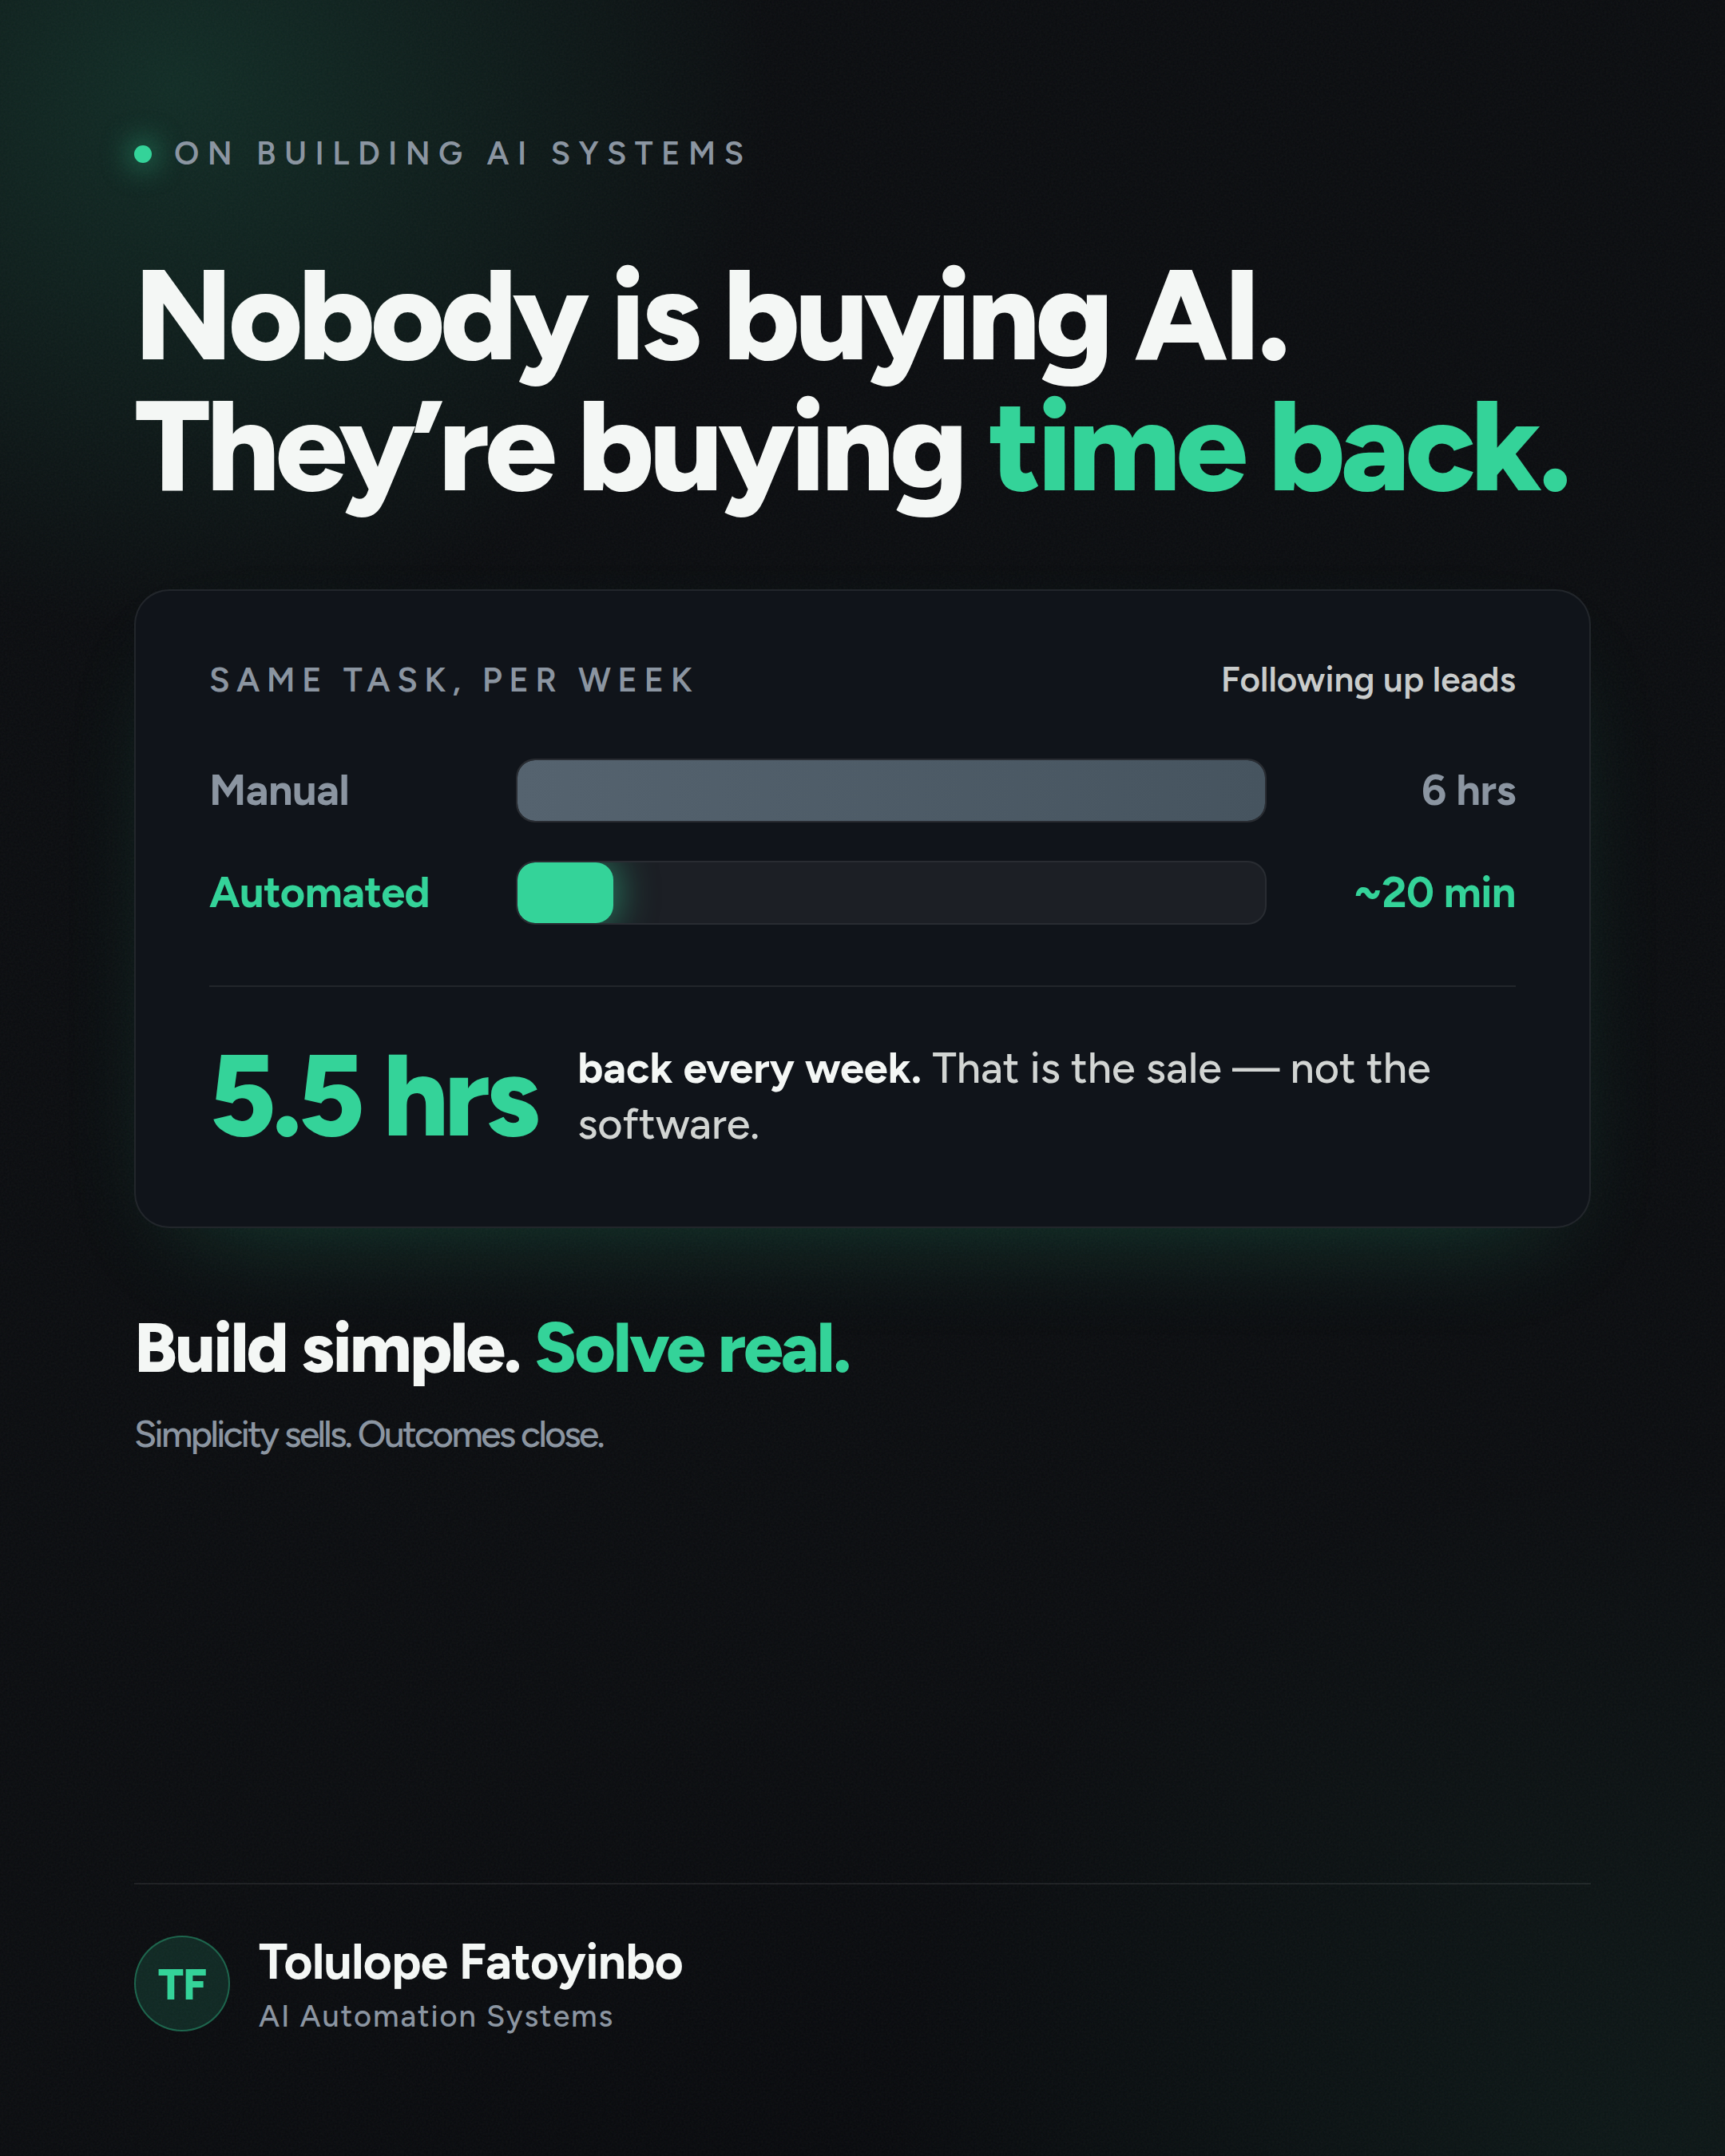 ON BUILDING AI SYSTEMS
Nobody is buying AI.
They’re buying time back.
SAME TASK, PER WEEK
Following up leads
Manual
6 hrs
Automated
~20 min
5.5 hrs
back every week. That is the sale — not the
software.
Build simple. Solve real.
Simplicity sells. Outcomes close.
TF
Tolulope Fatoyinbo
AI Automation Systems